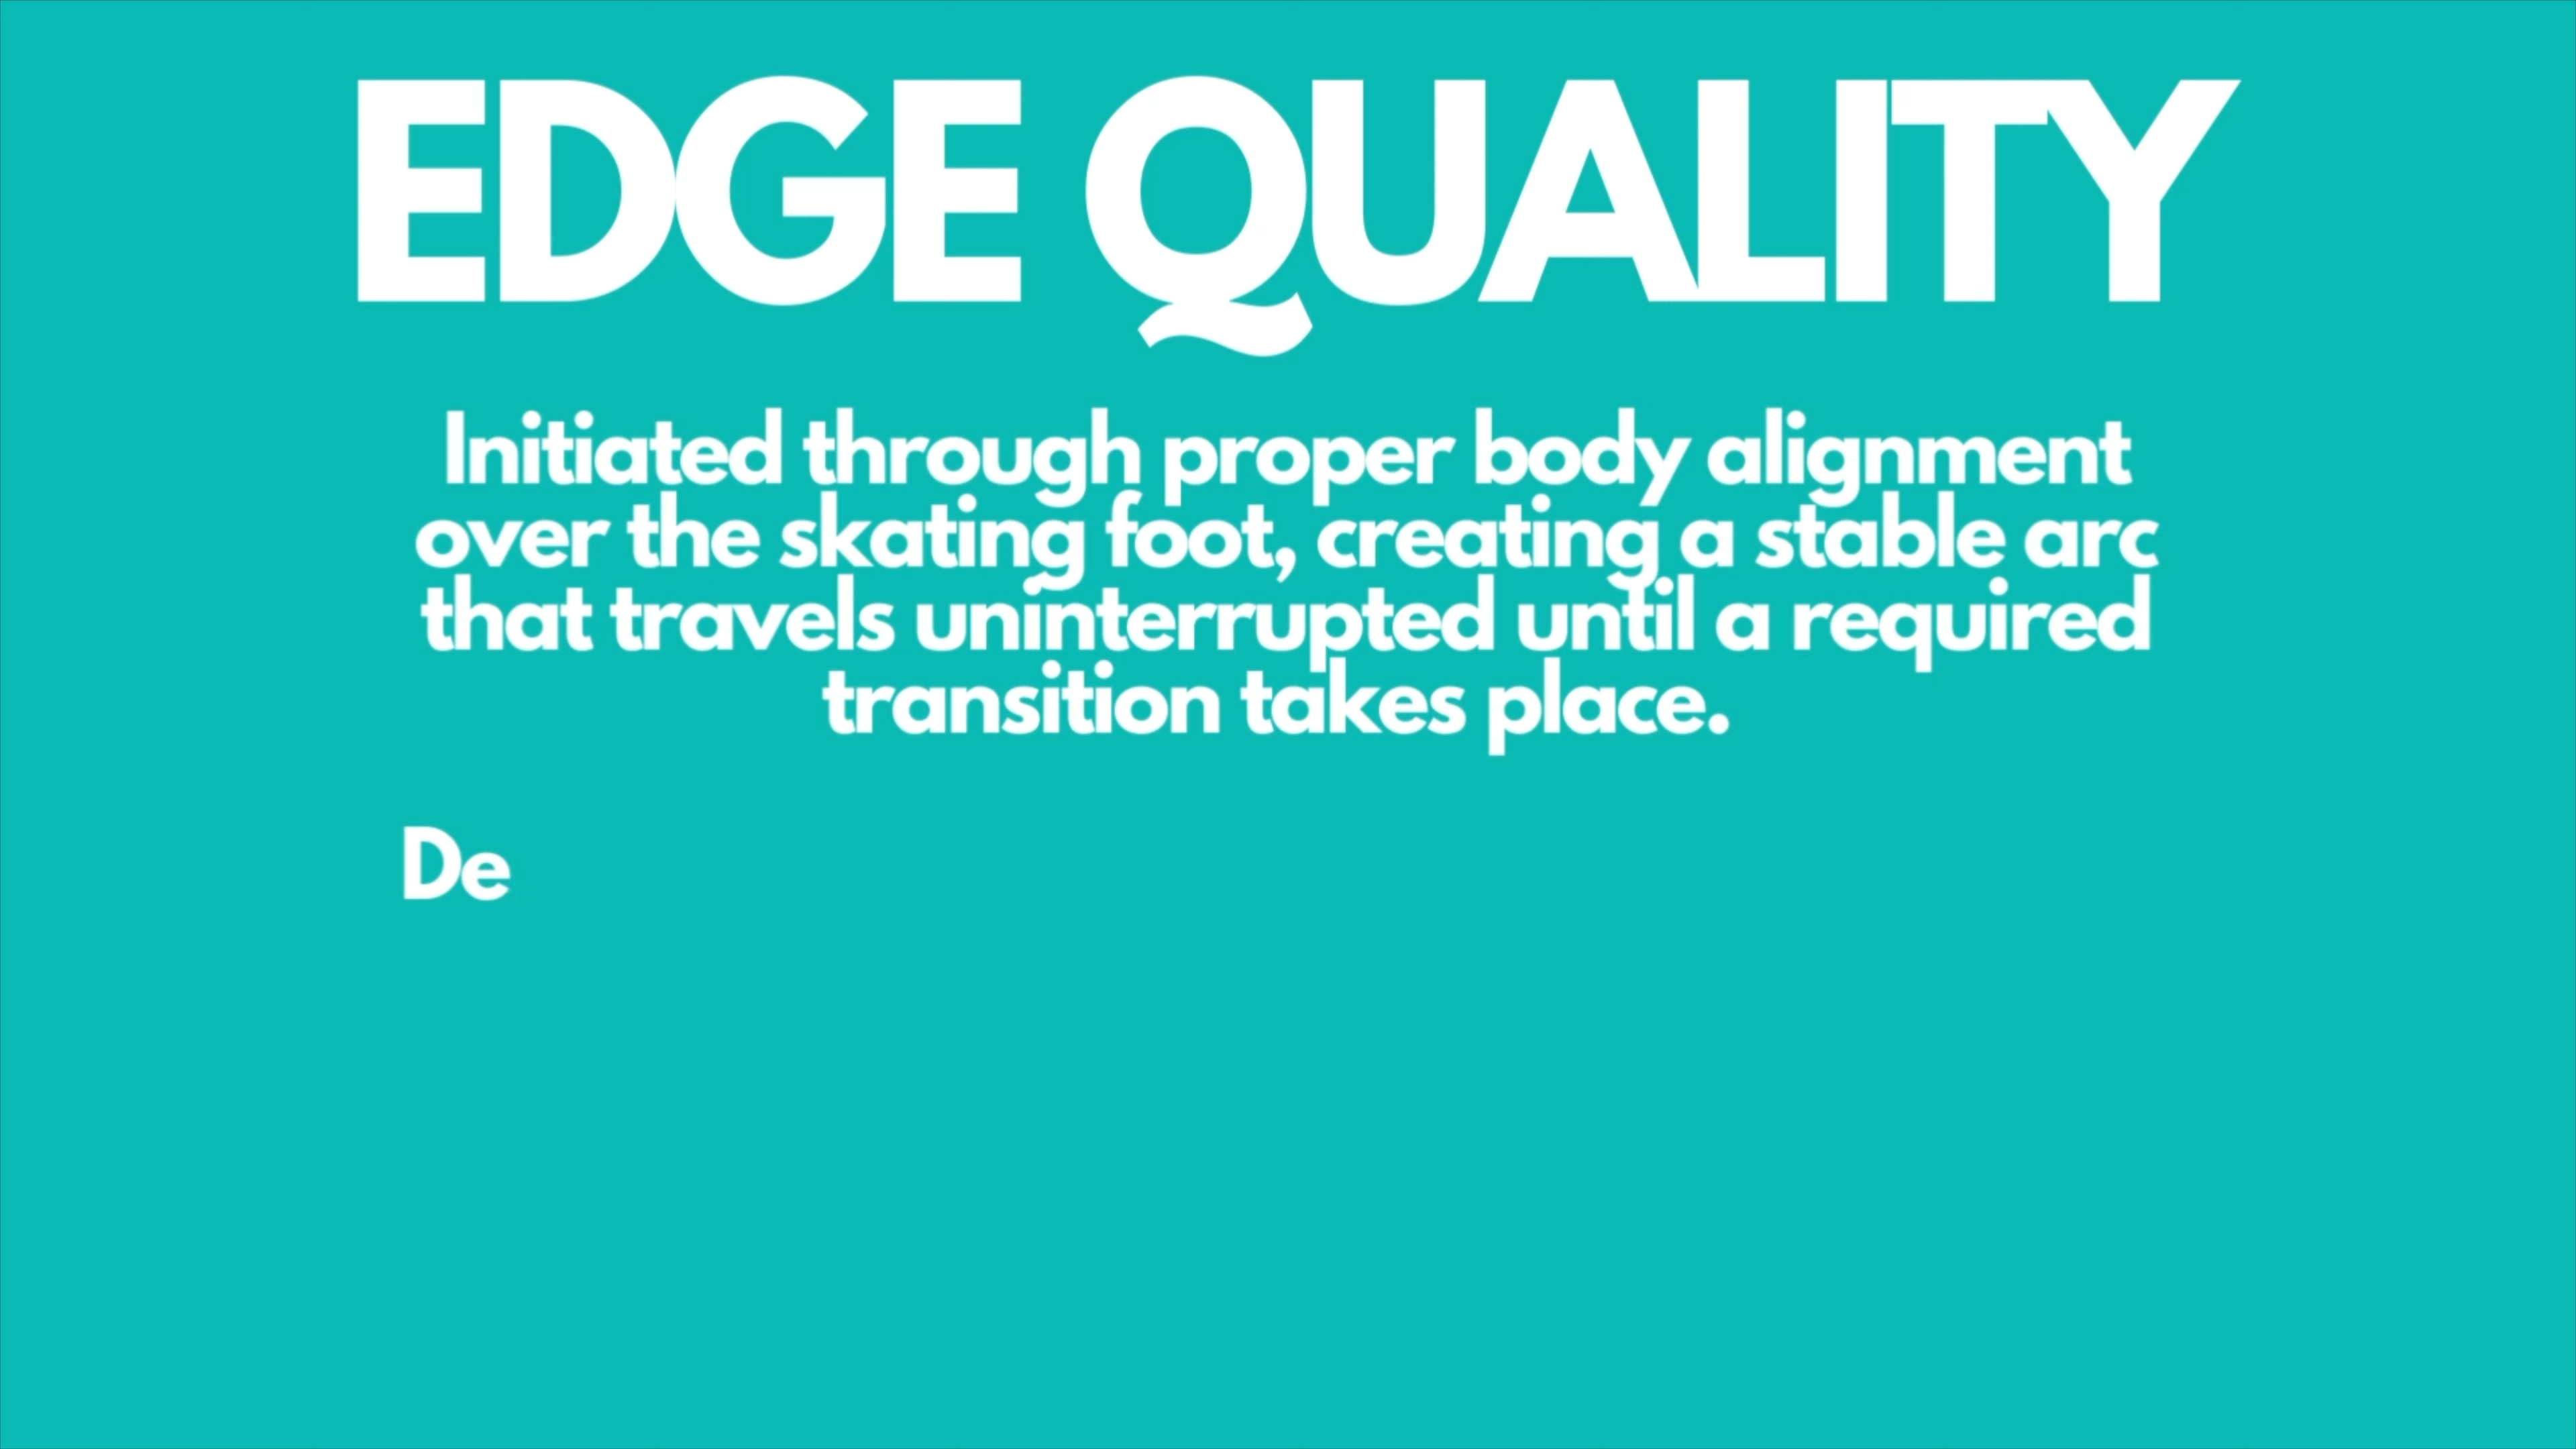 EDGE QUALITY
Initiated through proper body alignment
over the skating foot, creating a stable arc
that travels uninterrupted until a required
transition takes place.
De